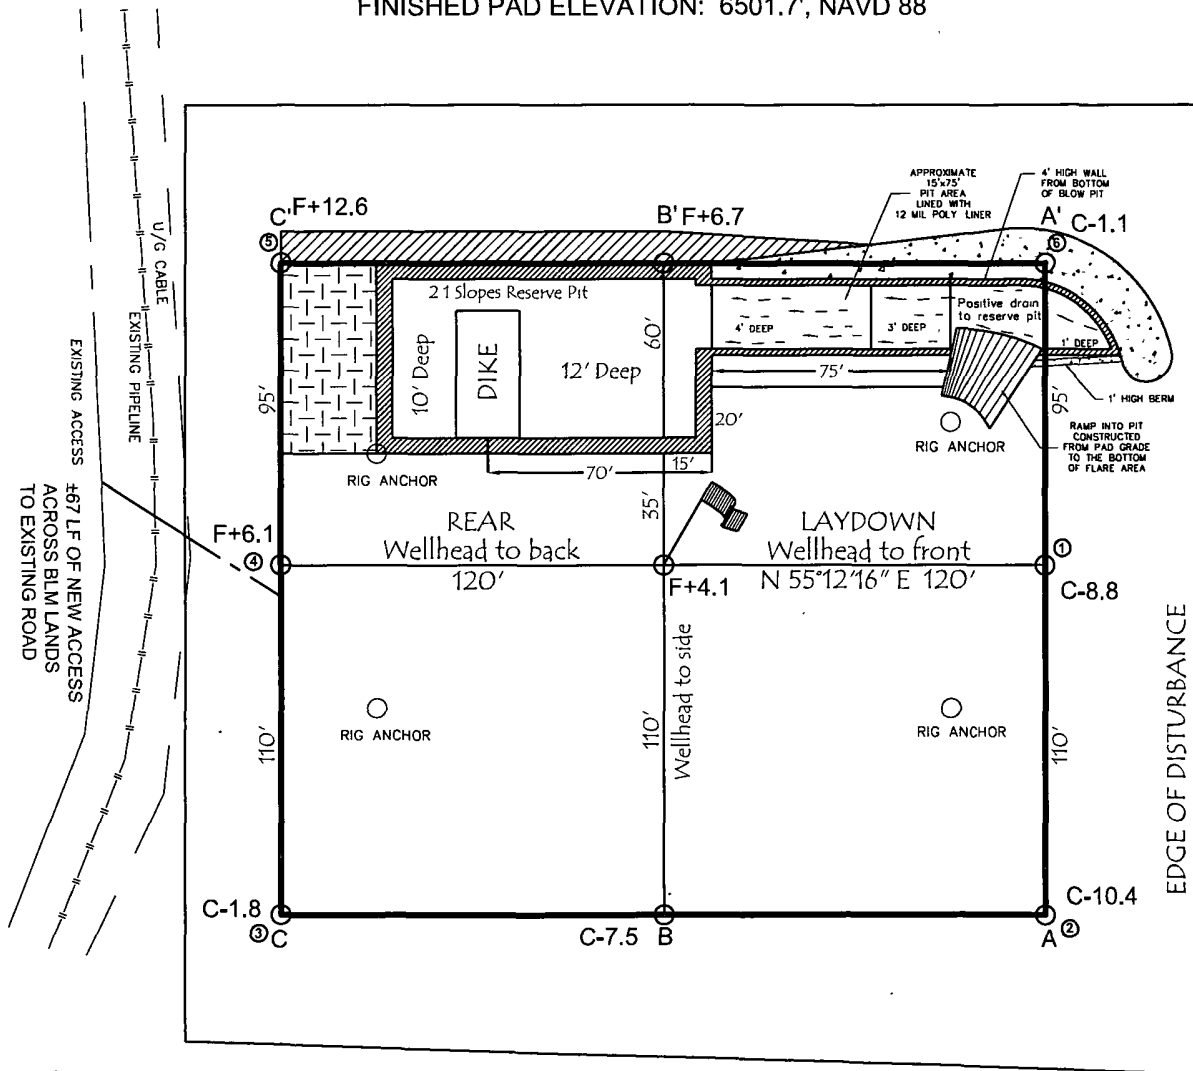 FINISHED PAD ELEVATION: 6501.7', NAVD 88
APPROXIMATE
15'x75'
PIT AREA
LINED WITH
12 MIL POLY LINER
4' HIGH WALL
FROM BOTTOM
OF BLOW PIT
C' F+12.6
B' F+6.7
A' C-1.1
5
6
U/G CABLE
EXISTING PIPELINE
EXISTING ACCESS
2 1 Slopes Reserve Pit
10' Deep
DIKE
12' Deep
60'
4' DEEP
3' DEEP
Positive drain
to reserve pit
1' DEEP
75'
95'
95'
20'
1' HIGH BERM
RIG ANCHOR
RAMP INTO PIT
CONSTRUCTED
FROM PAD GRADE
TO THE BOTTOM
OF FLARE AREA
RIG ANCHOR
70'
15'
35'
±67 LF OF NEW ACCESS
ACROSS BLM LANDS
TO EXISTING ROAD
F+6.1
4
REAR
Wellhead to back
120'
LAYDOWN
Wellhead to front
N 55°12'16" E 120'
1
F+4.1
C-8.8
Wellhead to side
110'
110'
110'
RIG ANCHOR
RIG ANCHOR
EDGE OF DISTURBANCE
C-1.8
3 C
C-7.5 B
C-10.4
A 2